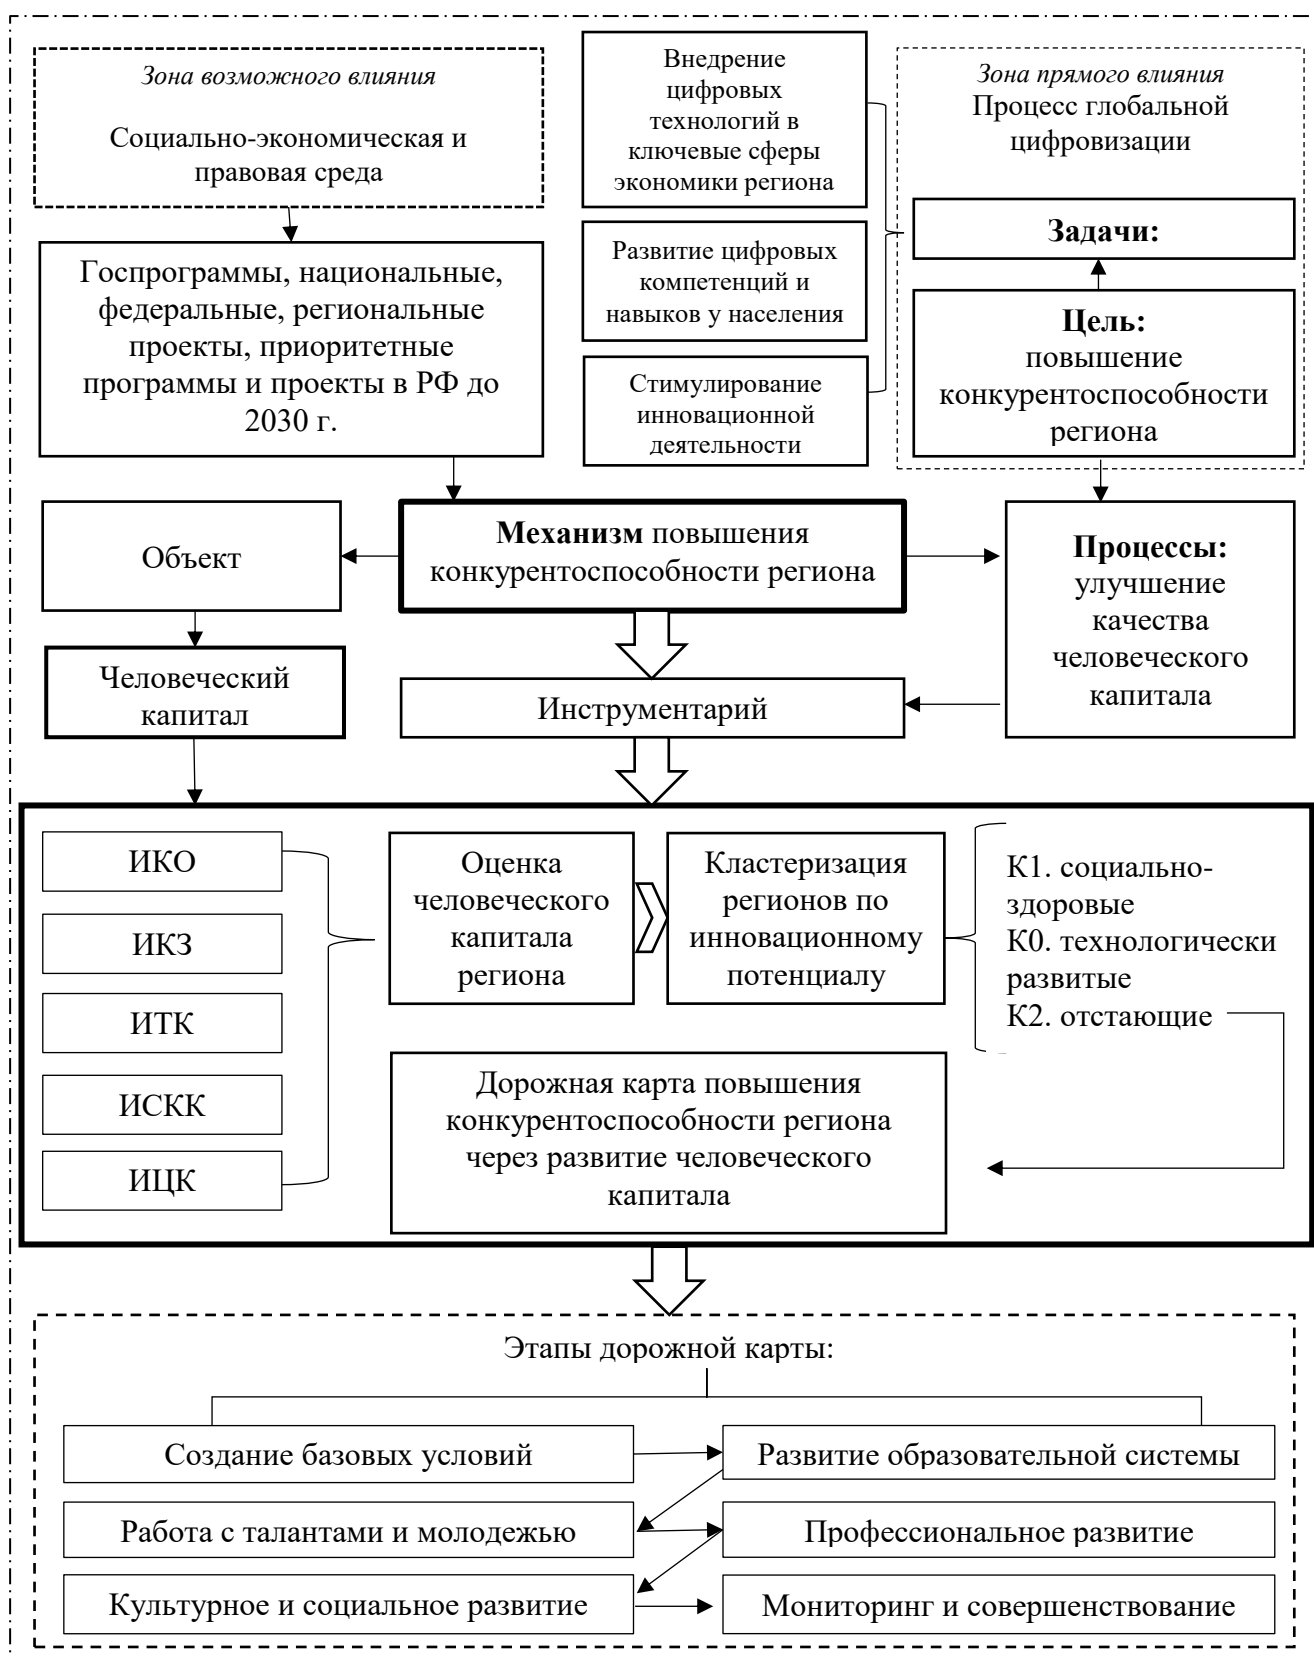 Зона возможного влияния
Социально-экономическая и
правовая среда
Внедрение
цифровых
технологий в
ключевые сферы
экономики региона
Зона прямого влияния
Процесс глобальной
цифровизации
Задачи:
Развитие цифровых
компетенций и
навыков у населения
Госпрограммы, национальные,
федеральные, региональные
проекты, приоритетные
программы и проекты в РФ до
2030 г.
Цель:
повышение
конкурентоспособности
региона
Стимулирование
инновационной
деятельности
Объект
Механизм повышения
конкурентоспособности региона
Процессы:
улучшение
качества
человеческого
капитала
Человеческий
капитал
Инструментарий
ИКО
ИКЗ
ИТК
ИСКК
ИЦК
Оценка
человеческого
капитала
региона
Кластеризация
регионов по
инновационному
потенциалу
К1. социально-
здоровые
К0. технологически
развитые
К2. отстающие
Дорожная карта повышения
конкурентоспособности региона
через развитие человеческого
капитала
Этапы дорожной карты:
Создание базовых условий
Развитие образовательной системы
Работа с талантами и молодежью
Профессиональное развитие
Культурное и социальное развитие
Мониторинг и совершенствование